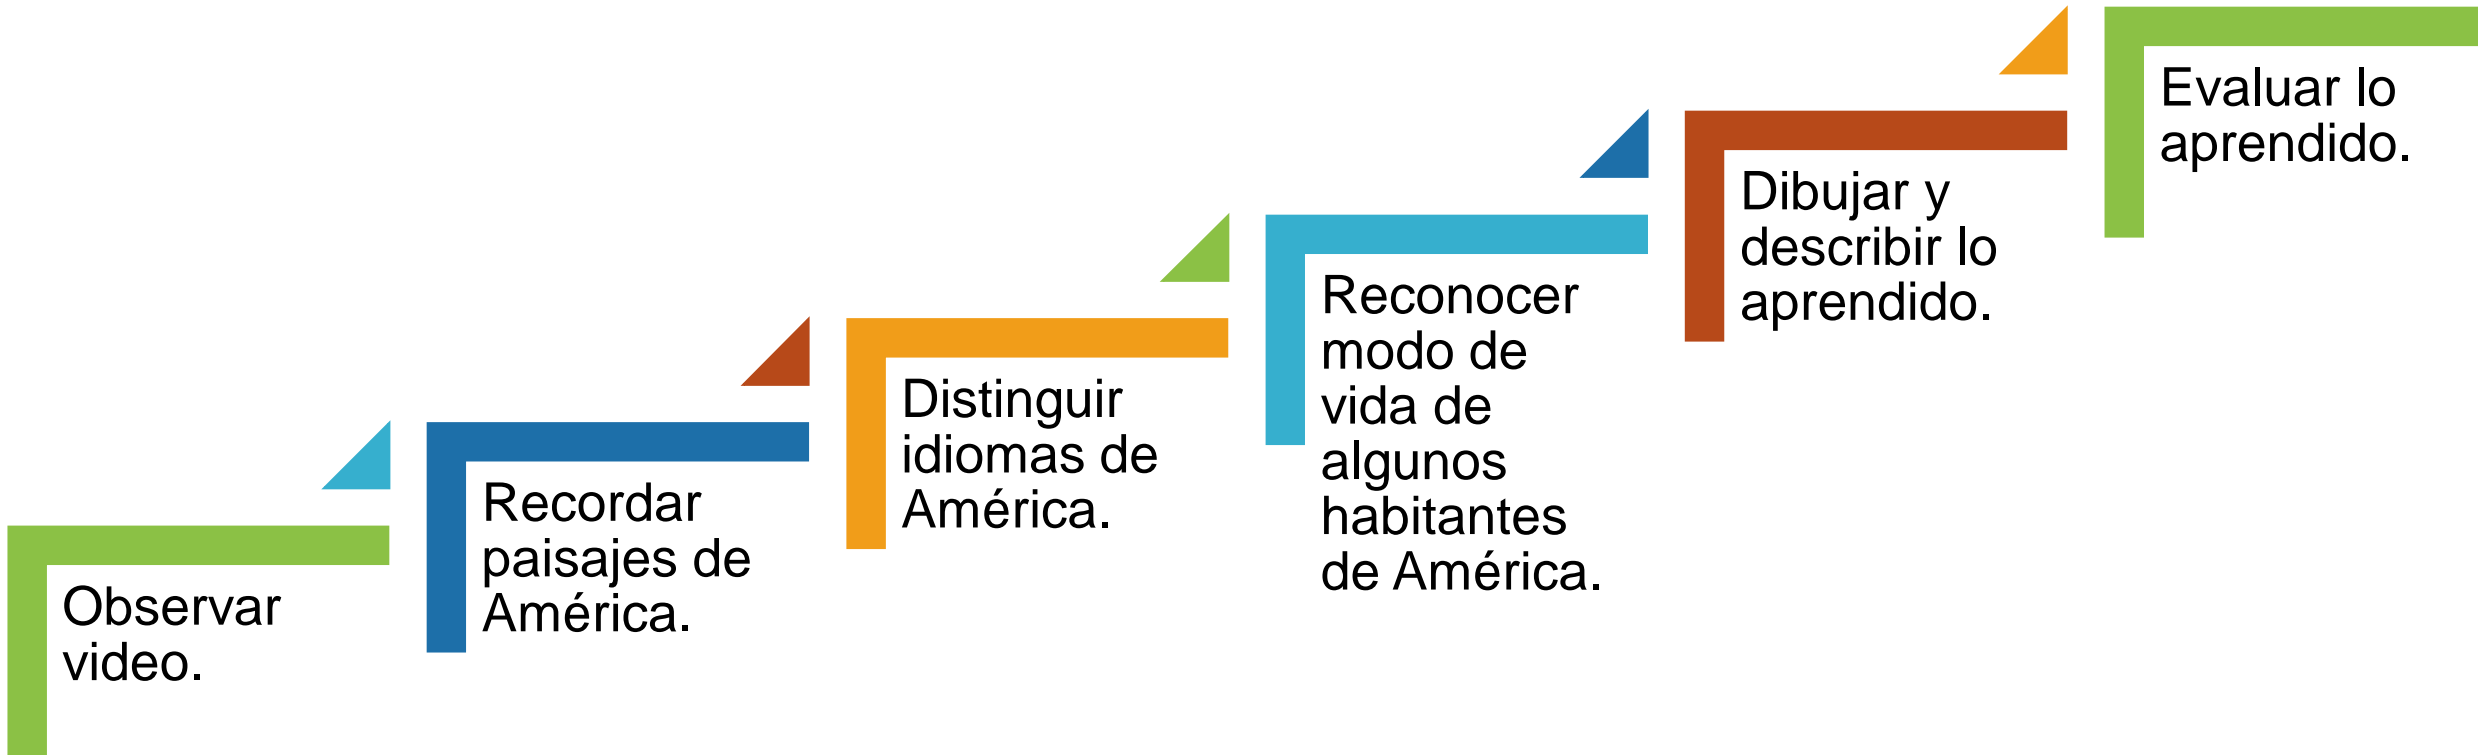 Observar
video.
Recordar
paisajes de
América.
Distinguir
idiomas de
América.
Reconocer
modo de
vida de
algunos
habitantes
de América.
Dibujar y
describir lo
aprendido.
Evaluar lo
aprendido.